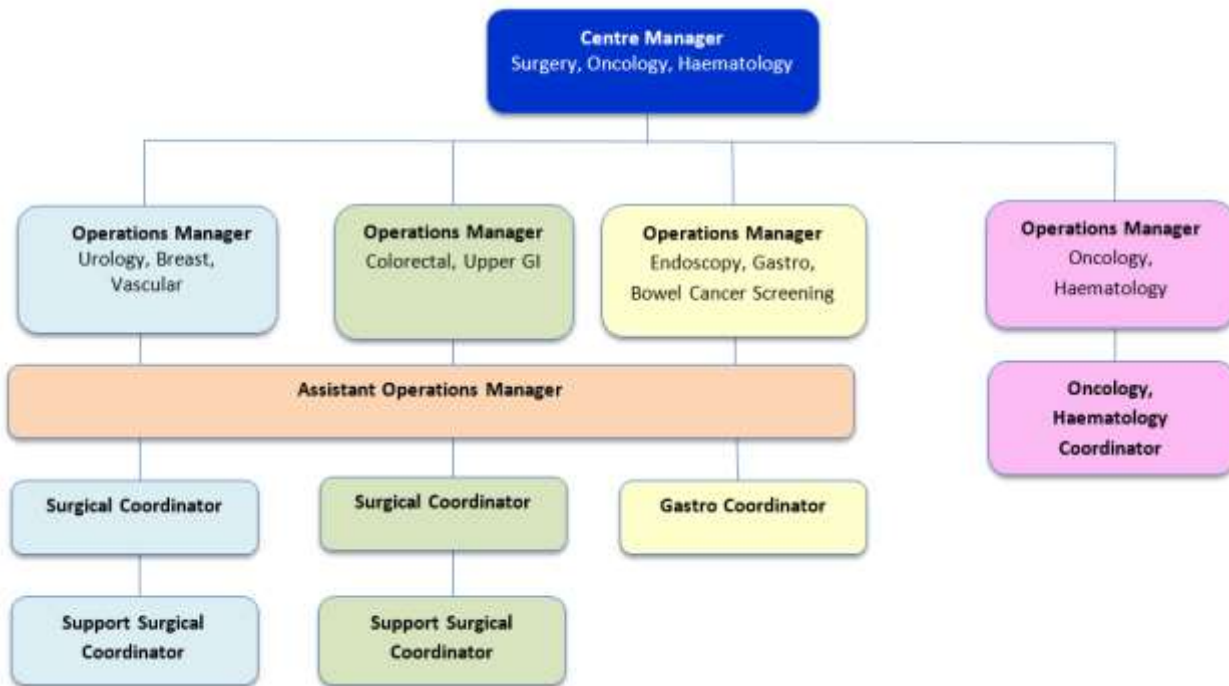 Centre Manager
Surgery, Oncology, Haematology
Operations Manager
Urology, Breast,
Vascular
Operations Manager
Colorectal, Upper GI
Operations Manager
Endoscopy, Gastro,
Bowel Cancer Screening
Operations Manager
Oncology,
Haematology
Assistant Operations Manager
Oncology,
Haematology
Coordinator
Surgical Coordinator
Surgical Coordinator
Gastro Coordinator
Support Surgical
Coordinator
Support Surgical
Coordinator